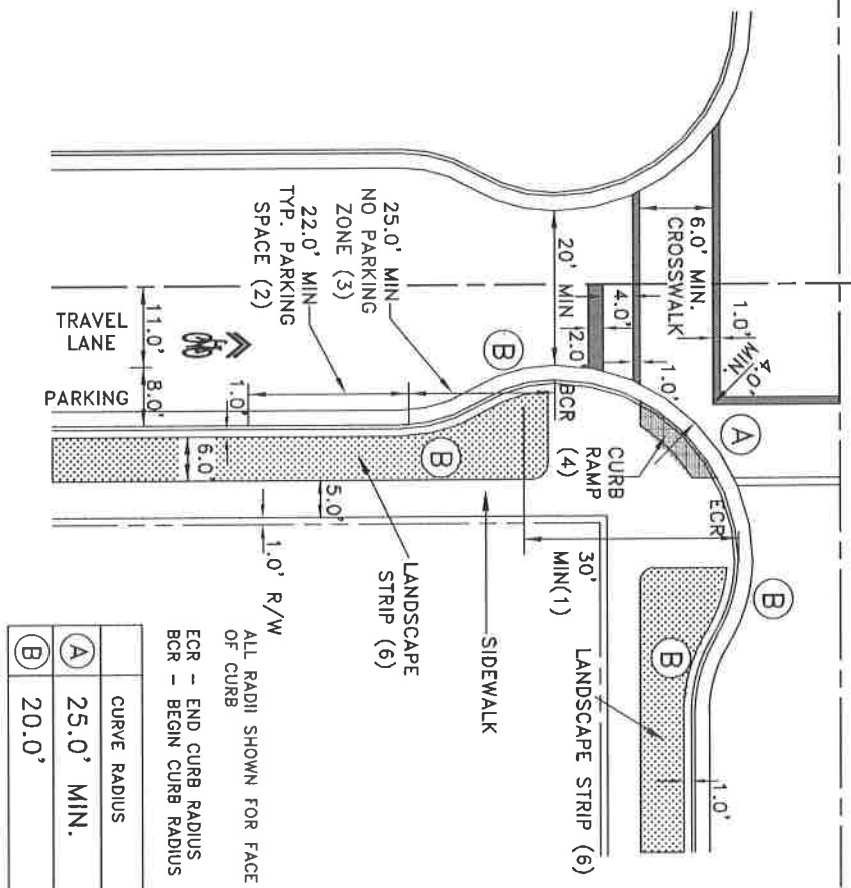 6.0' MIN.
CROSSWALK
1.0' MIN.
4.0'
20' MIN
4.0'
2.0'
1.0'
25.0' MIN
NO PARKING
ZONE (3)
22.0' MIN
TYP. PARKING
SPACE (2)
B
BCR
A
CURB
RAMP
(4)
ECR
B
11.0'
TRAVEL
LANE
8.0'
PARKING
1.0'
6.0'
B
5.0'
1.0' R/W
30'
MIN(1)
SIDEWALK
LANDSCAPE
STRIP (6)
LANDSCAPE STRIP (6)
B
1.0'
ALL RADII SHOWN FOR FACE
OF CURB
ECR - END CURB RADIUS
BCR - BEGIN CURB RADIUS
CURVE RADIUS
A 25.0' MIN.
B 20.0'